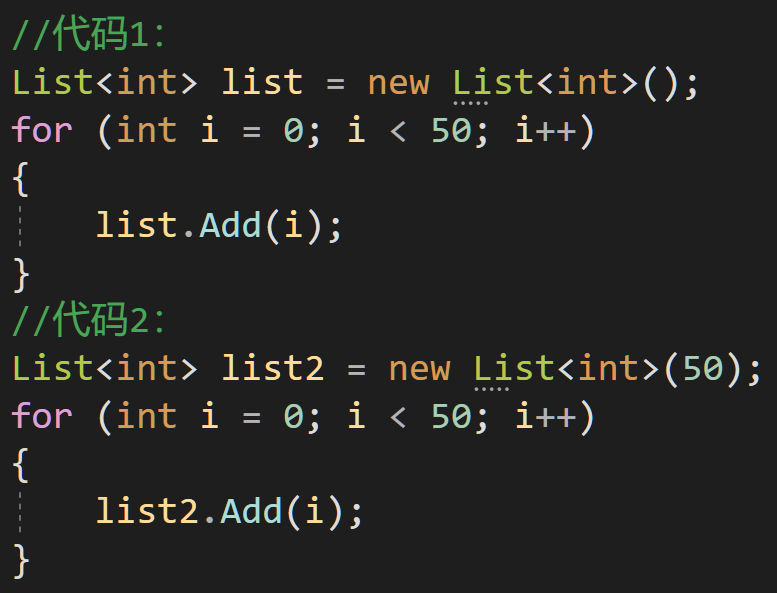 //代码1：
List<int> list = new List<int>();
for (int i = 0; i < 50; i++)
{
    list.Add(i);
}
//代码2：
List<int> list2 = new List<int>(50);
for (int i = 0; i < 50; i++)
{
    list2.Add(i);
}